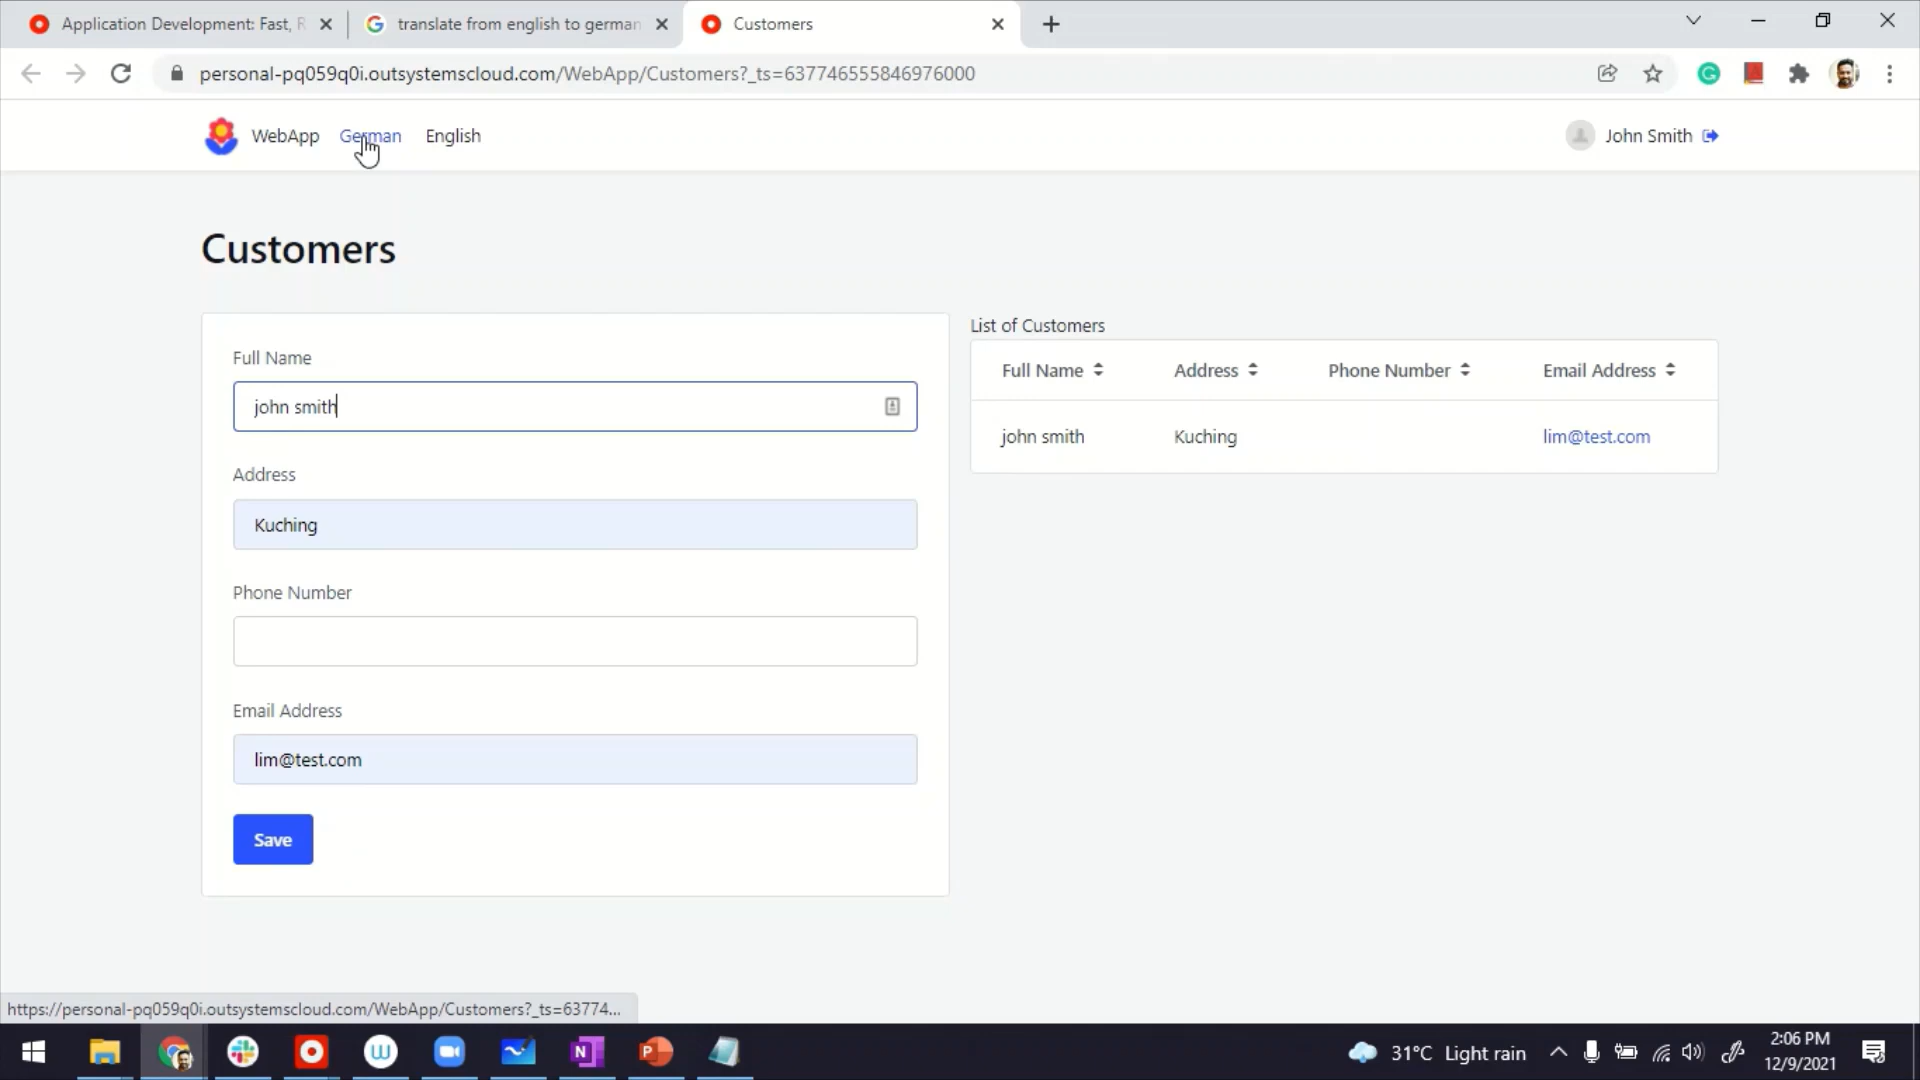 Application Development: Fast, R
translate from english to german
Customers
personal-pq059q0i.outsystemscloud.com/WebApp/Customers?_ts=637746555846976000
WebApp German English
John Smith
Customers
Full Name
john smith
Address
Kuching
Phone Number
Email Address
lim@test.com
Save
List of Customers
Full Name Address Phone Number Email Address
john smith Kuching lim@test.com
https://personal-pq059q0i.outsystemscloud.com/WebApp/Customers?_ts=63774...
31°C Light rain
2:06 PM
12/9/2021